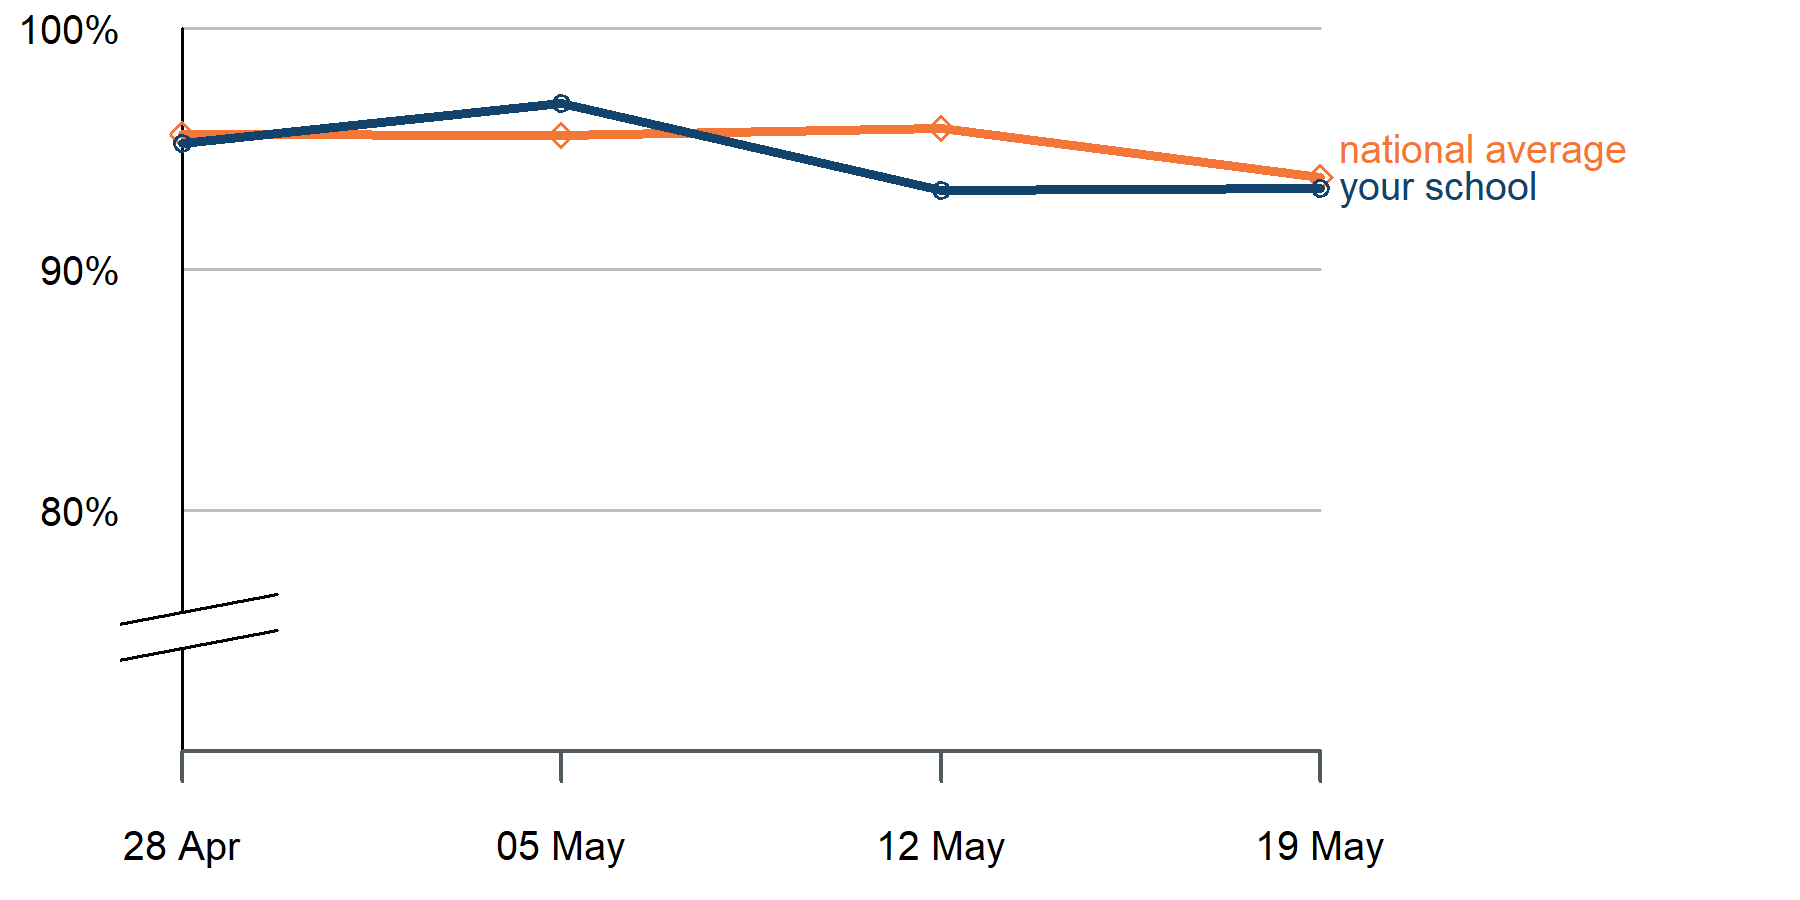 100%
national average
your school
90%
80%
28 Apr
05 May
12 May
19 May